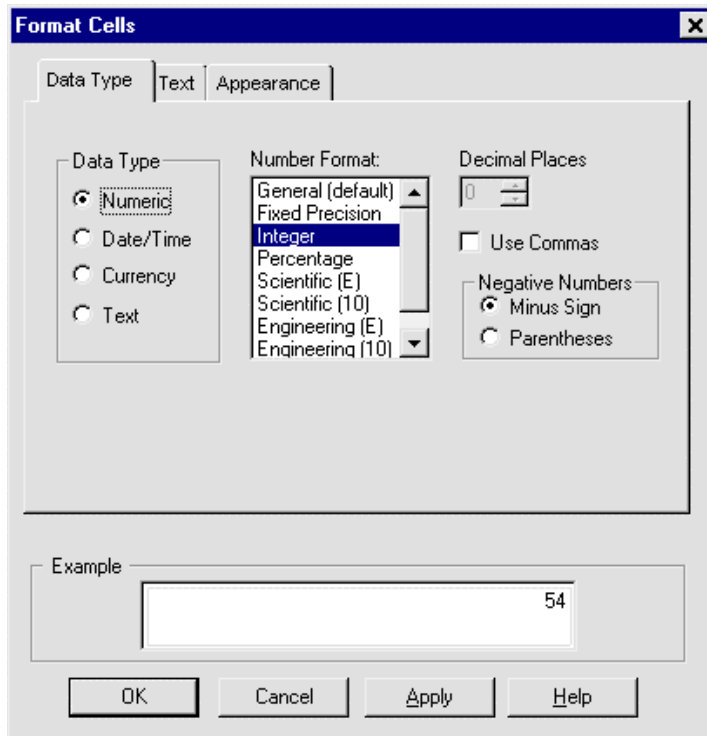 Format Cells
Data Type Text Appearance
Data Type
Numeric
Date/Time
Currency
Text
Number Format:
General (default)
Fixed Precision
Integer
Percentage
Scientific (E)
Scientific (10)
Engineering (E)
Engineering (10)
Decimal Places
0
Use Commas
Negative Numbers
Minus Sign
Parentheses
Example
54
OK Cancel Apply Help